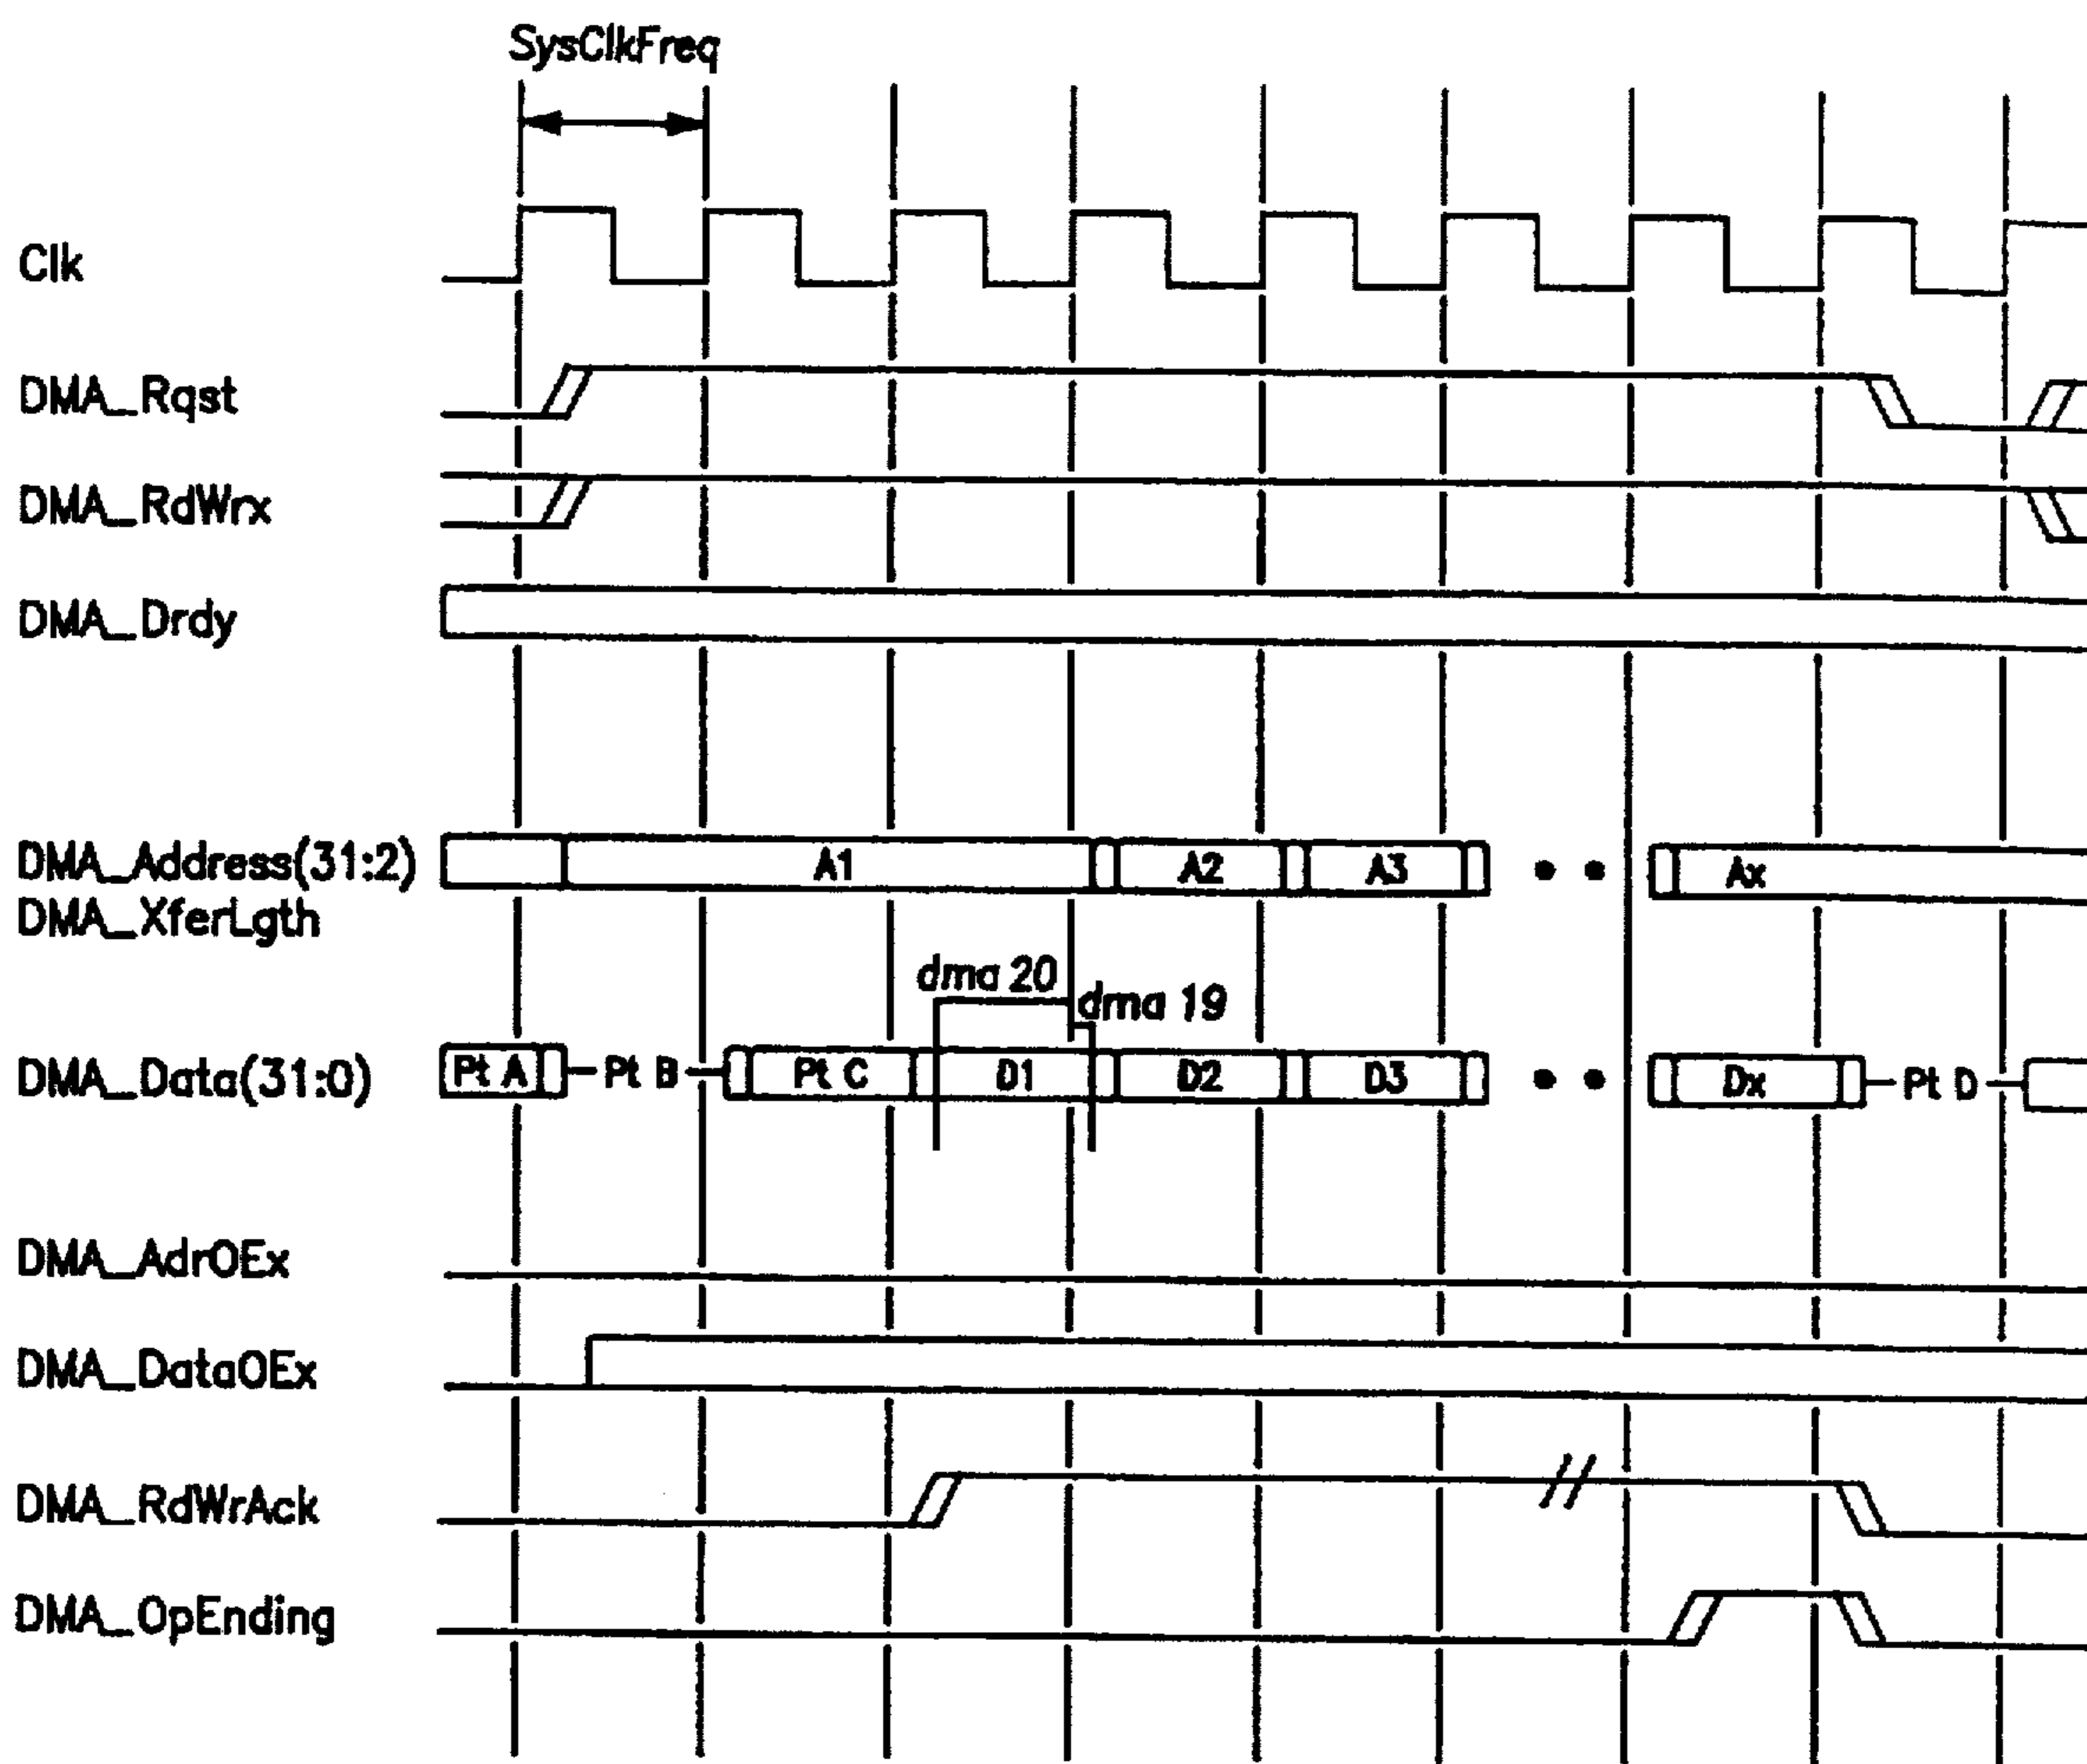 SysClkFreq
Clk
DMA_Rqst
DMA_RdWrx
DMA_Drdy
DMA_Address(31:2) A1 A2 A3 Ax
DMA_XferLgth
dma 20 dma 19
DMA_Data(31:0) Pt A Pt B Pt C D1 D2 D3 Dx Pt D
DMA_AdrOEx
DMA_DataOEx
DMA_RdWrAck
DMA_OpEnding